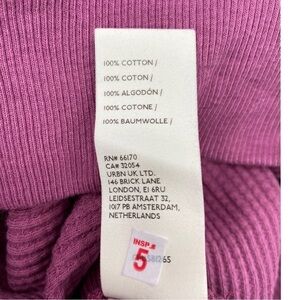 100% COTTON /
100% COTON /
100% ALGODÓN /
100% COTONE /
100% BAUMWOLLE /
RN# 66170
CA# 32054
URBN UK LTD.
146 BRICK LANE
LONDON, E1 6RU
LEIDSESTRAAT 32,
1017 PB AMSTERDAM,
NETHERLANDS
INSP.#
5